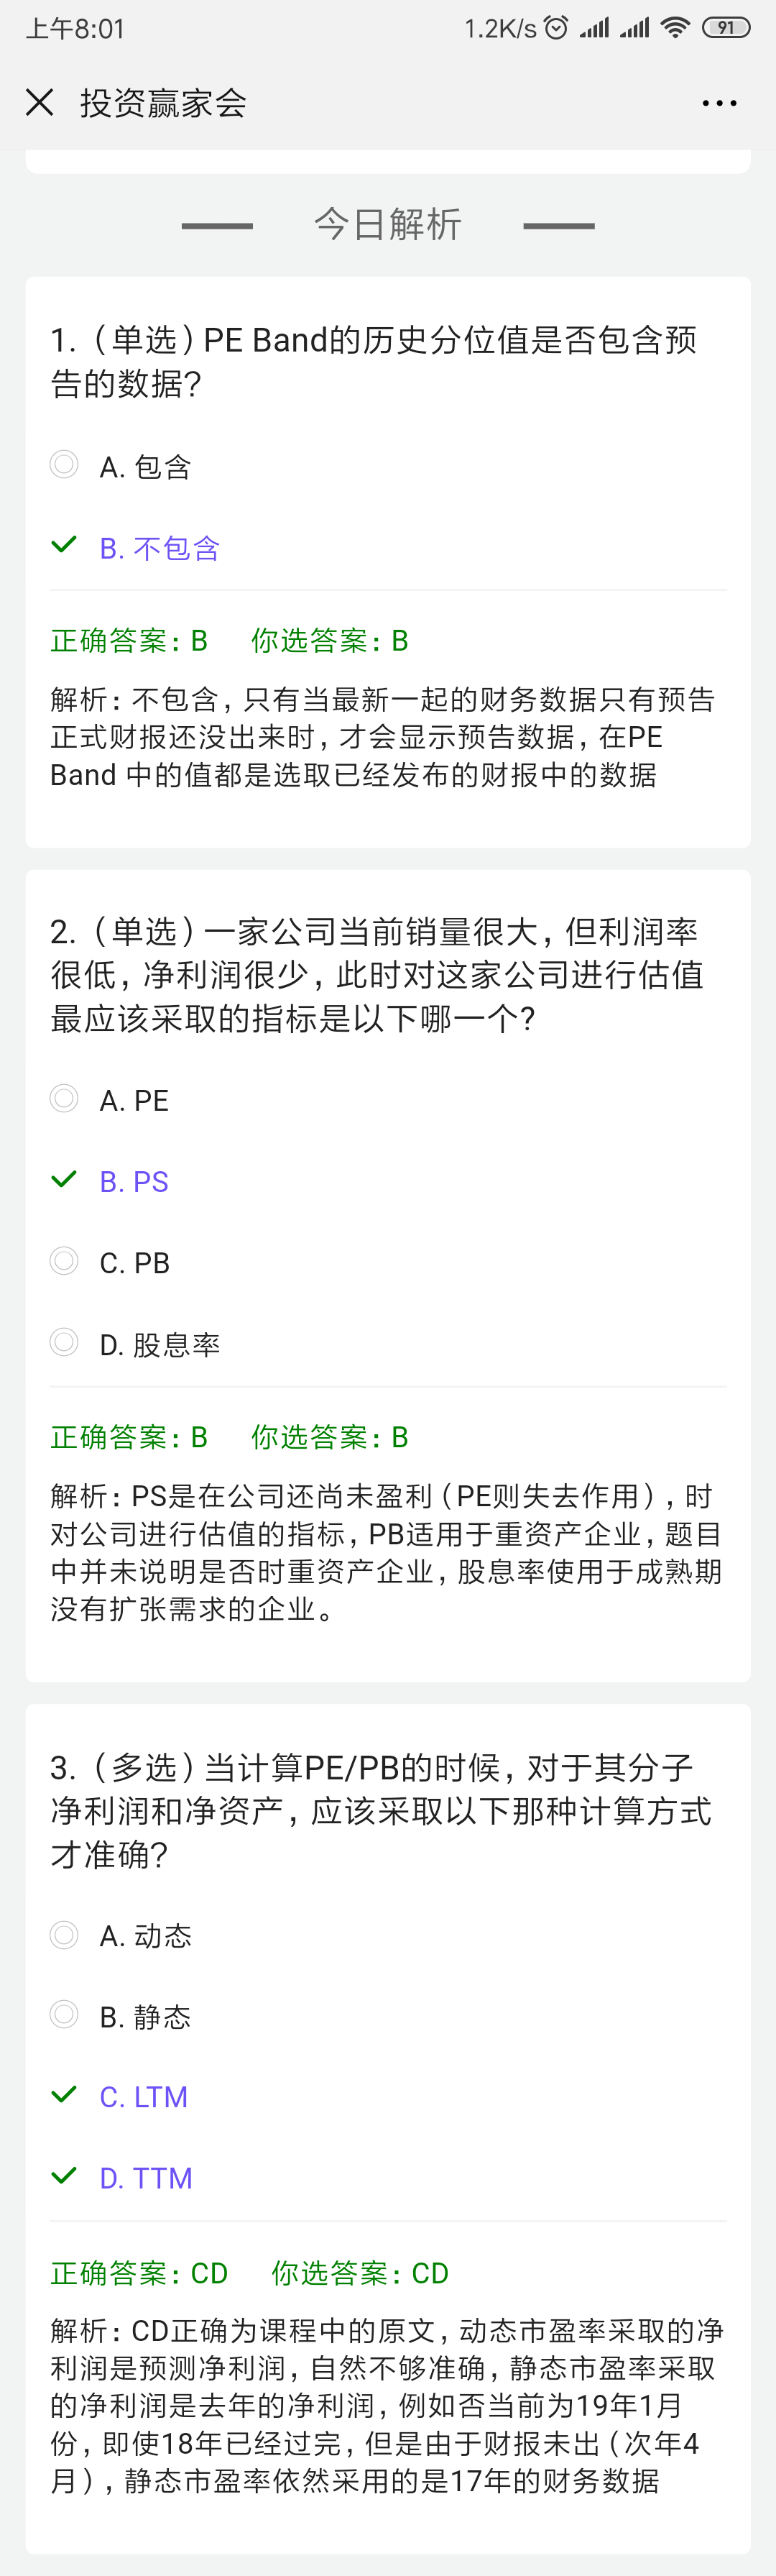 上午8:01 1.2K/s 91
投资赢家会
今日解析
1.（单选）PE Band的历史分位值是否包含预
告的数据？
A. 包含
B. 不包含
正确答案：B 你选答案：B
解析：不包含，只有当最新一起的财务数据只有预告
正式财报还没出来时，才会显示预告数据，在PE
Band 中的值都是选取已经发布的财报中的数据
2.（单选）一家公司当前销量很大，但利润率
很低，净利润很少，此时对这家公司进行估值
最应该采取的指标是以下哪一个？
A. PE
B. PS
C. PB
D. 股息率
正确答案：B 你选答案：B
解析：PS是在公司还尚未盈利（PE则失去作用），时
对公司进行估值的指标，PB适用于重资产企业，题目
中并未说明是否时重资产企业，股息率使用于成熟期
没有扩张需求的企业。
3.（多选）当计算PE/PB的时候，对于其分子
净利润和净资产，应该采取以下那种计算方式
才准确？
A. 动态
B. 静态
C. LTM
D. TTM
正确答案：CD 你选答案：CD
解析：CD正确为课程中的原文，动态市盈率采取的净
利润是预测净利润，自然不够准确，静态市盈率采取
的净利润是去年的净利润，例如否当前为19年1月
份，即使18年已经过完，但是由于财报未出（次年4
月），静态市盈率依然采用的是17年的财务数据